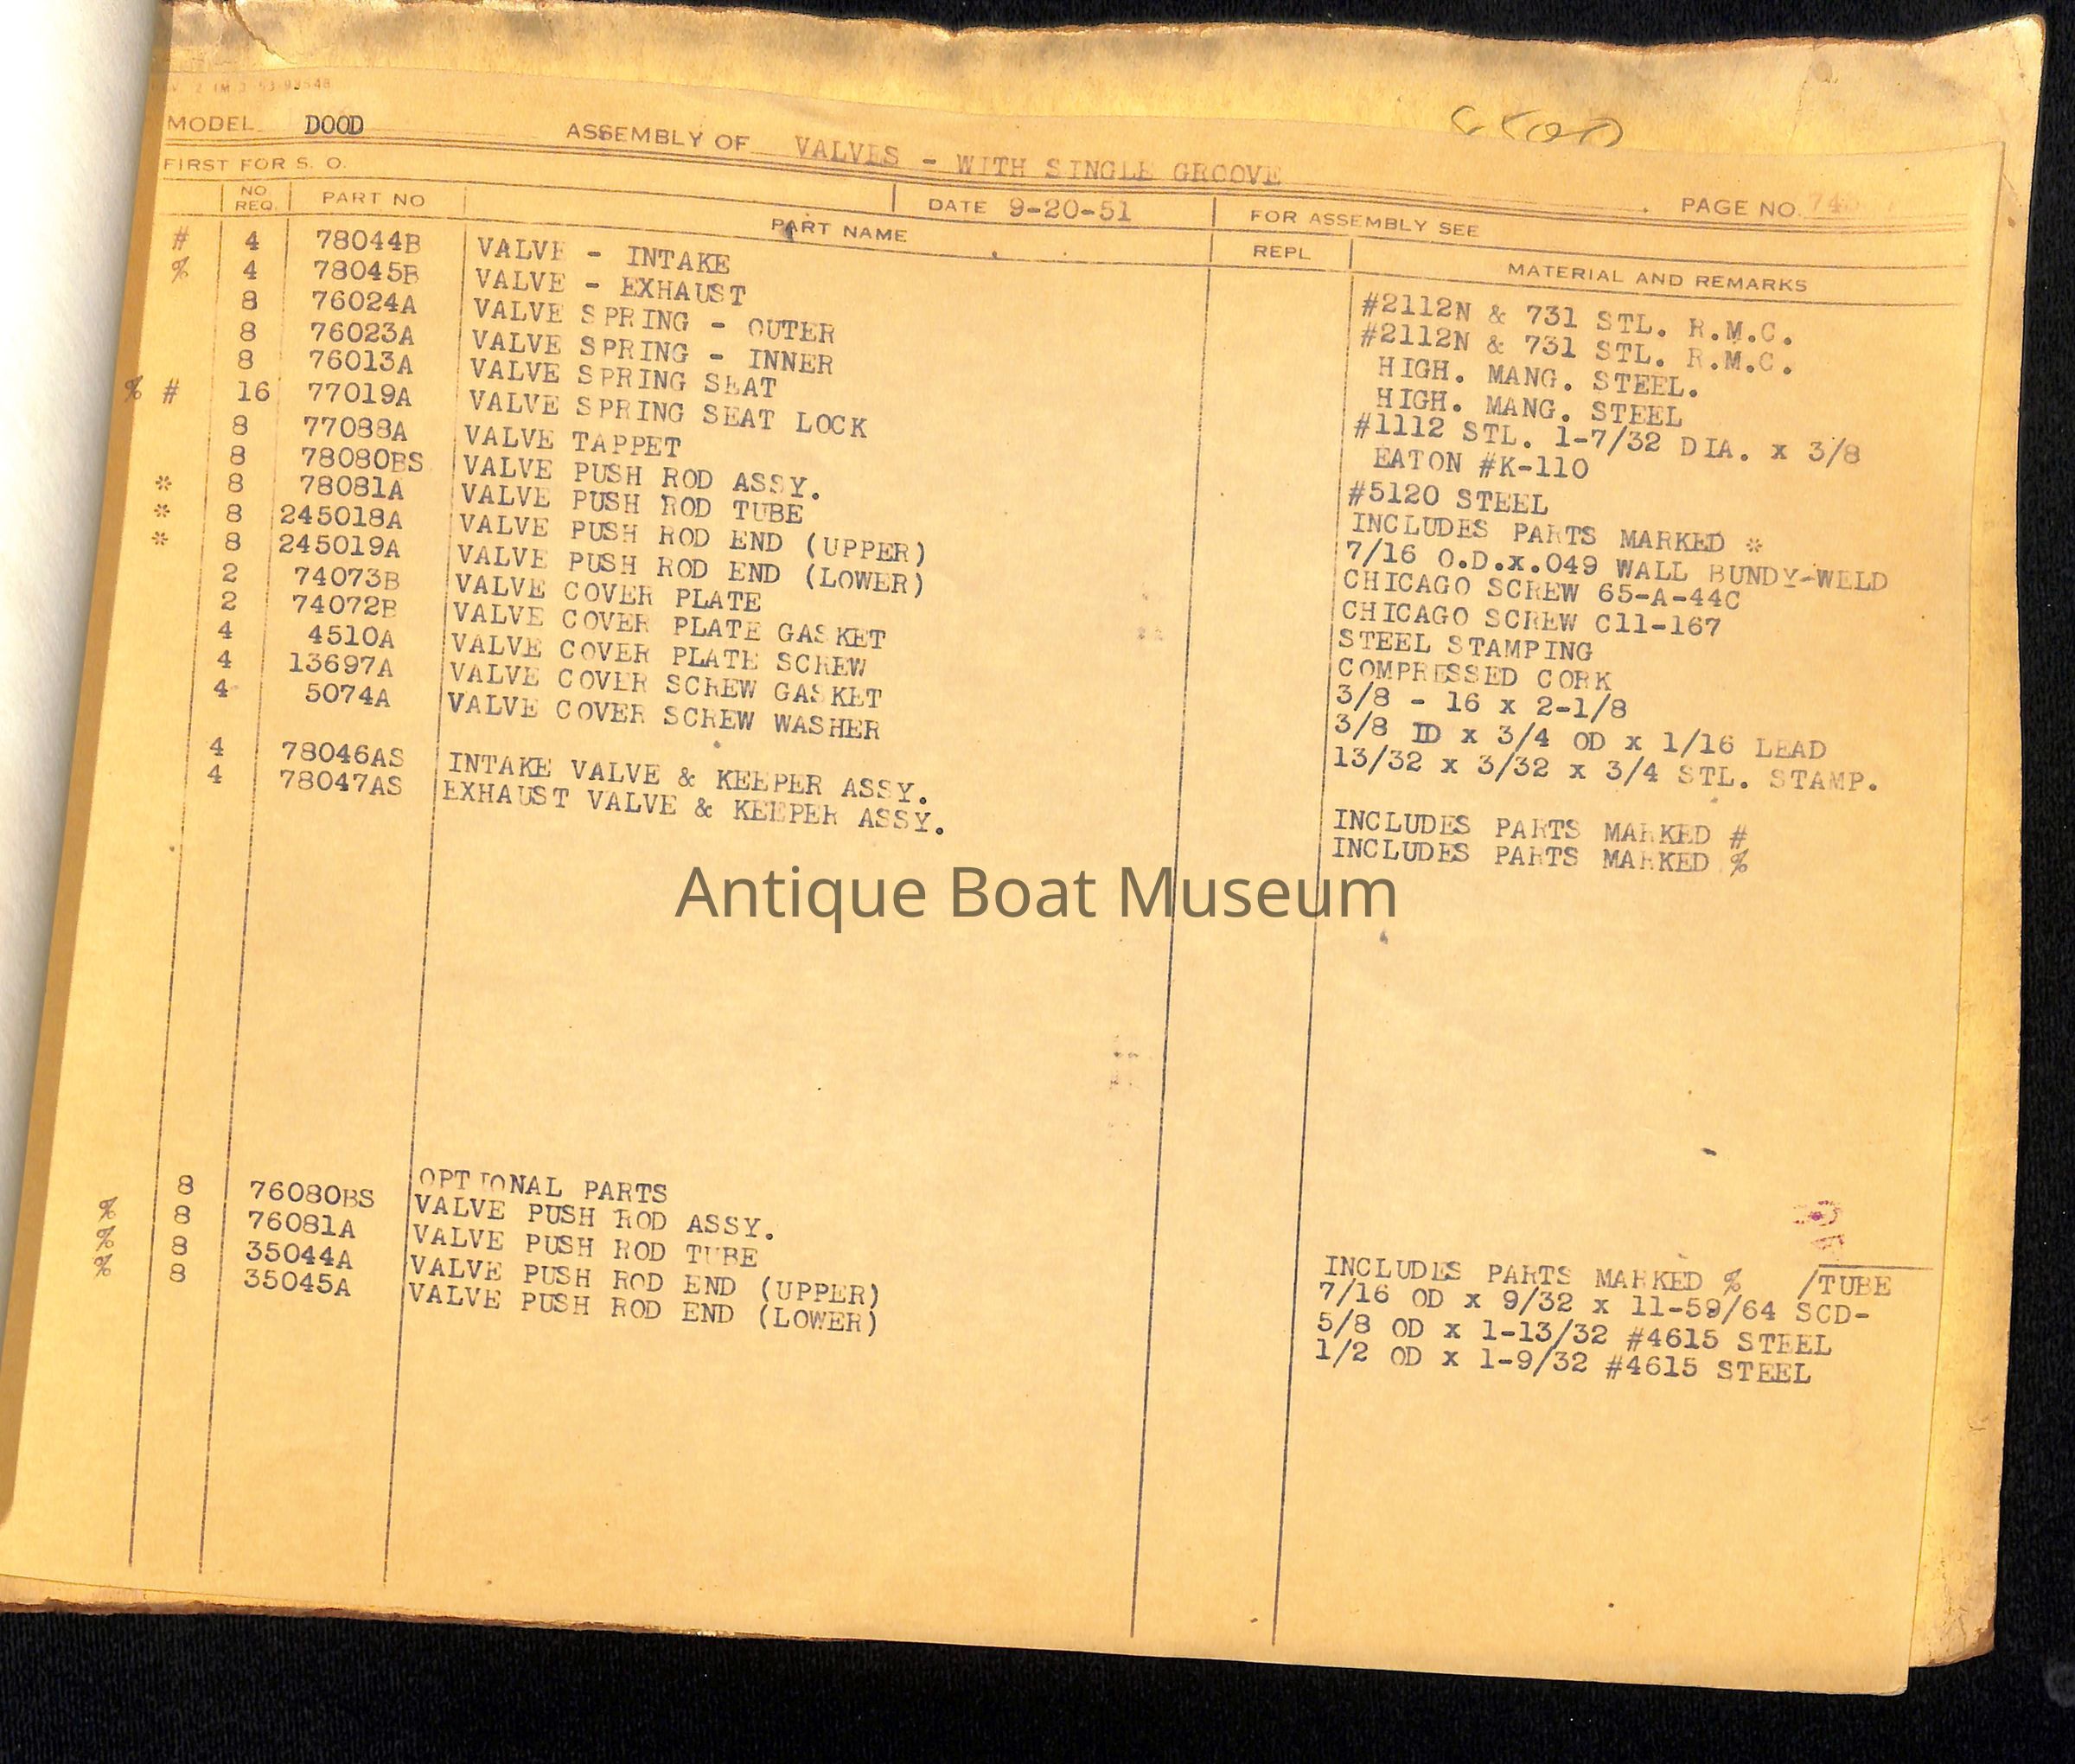 MODEL DOOD ASSEMBLY OF VALVES - WITH SINGLE GROOVE PAGE NO.
FIRST FOR S. O. DATE 9-20-51 FOR ASSEMBLY SEE
NO. REQ. PART NO PART NAME REPL MATERIAL AND REMARKS
# 4 78044B VALVE - INTAKE #2112N & 731 STL. R.M.C.
% 4 78045B VALVE - EXHAUST #2112N & 731 STL. R.M.C.
8 76024A VALVE SPRING - OUTER HIGH. MANG. STEEL.
8 76023A VALVE SPRING - INNER HIGH. MANG. STEEL
8 76013A VALVE SPRING SEAT #1112 STL. 1-7/32 DIA. x 3/8
% # 16 77019A VALVE SPRING SEAT LOCK EATON #K-110
8 77088A VALVE TAPPET #5120 STEEL
8 78080BS VALVE PUSH ROD ASSY. INCLUDES PARTS MARKED *
* 8 78081A VALVE PUSH ROD TUBE 7/16 O.D.x.049 WALL BUNDY-WELD
* 8 245018A VALVE PUSH ROD END (UPPER) CHICAGO SCREW 65-A-44C
* 8 245019A VALVE PUSH ROD END (LOWER) CHICAGO SCREW C11-167
2 74073B VALVE COVER PLATE STEEL STAMPING
2 74072B VALVE COVER PLATE GASKET COMPRESSED CORK
4 4510A VALVE COVER PLATE SCREW 3/8 - 16 x 2-1/8
4 13697A VALVE COVER SCREW GASKET 3/8 ID x 3/4 OD x 1/16 LEAD
4 5074A VALVE COVER SCREW WASHER 13/32 x 3/32 x 3/4 STL. STAMP.
4 78046AS INTAKE VALVE & KEEPER ASSY. INCLUDES PARTS MARKED #
4 78047AS EXHAUST VALVE & KEEPER ASSY. INCLUDES PARTS MARKED %
Antique Boat Museum
OPTIONAL PARTS
8 76080BS VALVE PUSH ROD ASSY. INCLUDES PARTS MARKED % /TUBE
% 8 76081A VALVE PUSH ROD TUBE 7/16 OD x 9/32 x 11-59/64 SCD-
% 8 35044A VALVE PUSH ROD END (UPPER) 5/8 OD x 1-13/32 #4615 STEEL
% 8 35045A VALVE PUSH ROD END (LOWER) 1/2 OD x 1-9/32 #4615 STEEL